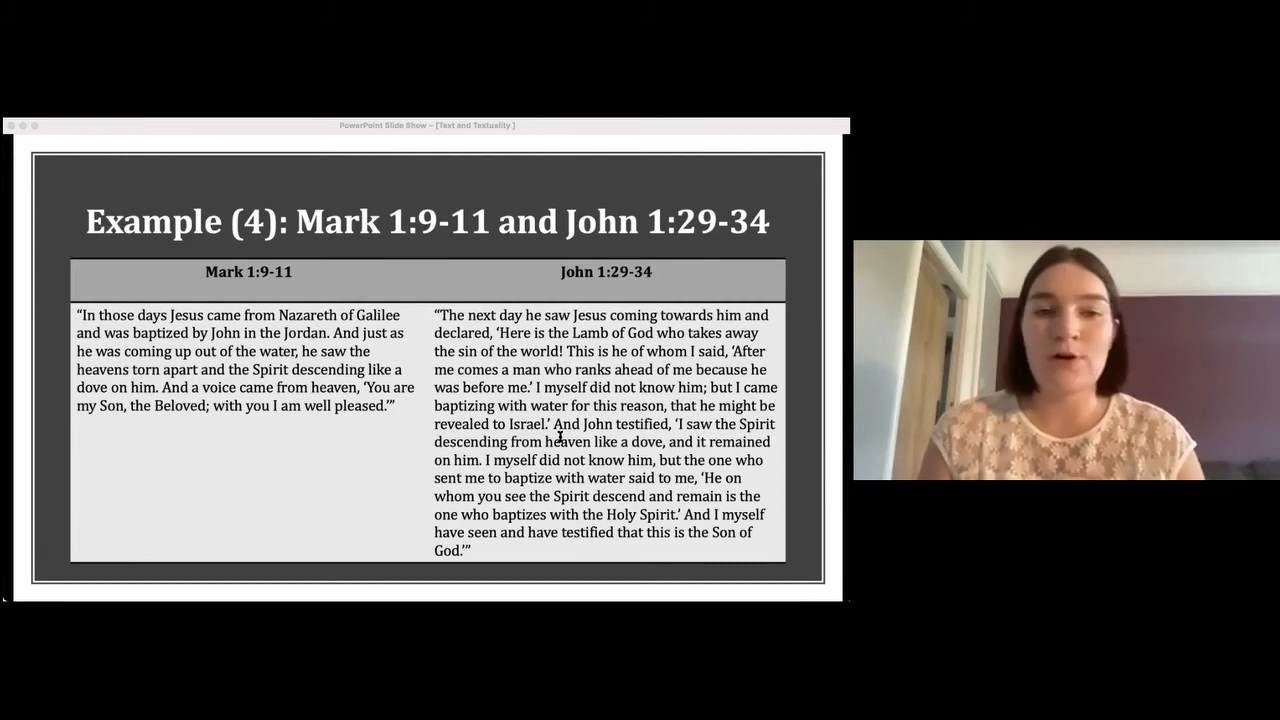 PowerPoint Slide Show – [Text and Textuality ]
Example (4): Mark 1:9-11 and John 1:29-34
Mark 1:9-11
John 1:29-34
“In those days Jesus came from Nazareth of Galilee
and was baptized by John in the Jordan. And just as
he was coming up out of the water, he saw the
heavens torn apart and the Spirit descending like a
dove on him. And a voice came from heaven, ‘You are
my Son, the Beloved; with you I am well pleased.’”
“The next day he saw Jesus coming towards him and
declared, ‘Here is the Lamb of God who takes away
the sin of the world! This is he of whom I said, ‘After
me comes a man who ranks ahead of me because he
was before me.’ I myself did not know him; but I came
baptizing with water for this reason, that he might be
revealed to Israel.’ And John testified, ‘I saw the Spirit
descending from heaven like a dove, and it remained
on him. I myself did not know him, but the one who
sent me to baptize with water said to me, ‘He on
whom you see the Spirit descend and remain is the
one who baptizes with the Holy Spirit.’ And I myself
have seen and have testified that this is the Son of
God.’”